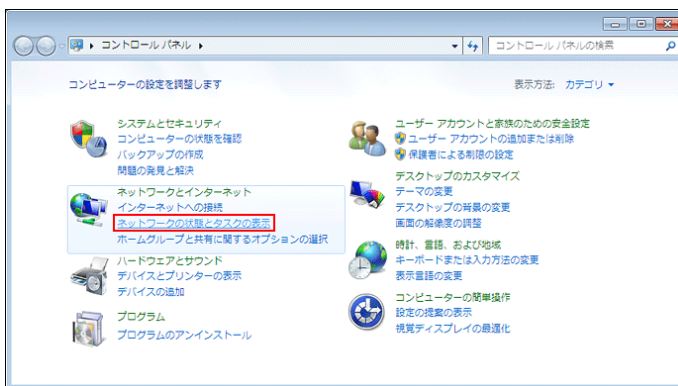 コントロール パネル
コントロール パネルの検索
コンピューターの設定を調整します
表示方法: カテゴリ
システムとセキュリティ
コンピューターの状態を確認
バックアップの作成
問題の発見と解決
ネットワークとインターネット
インターネットへの接続
ネットワークの状態とタスクの表示
ホームグループと共有に関するオプションの選択
ハードウェアとサウンド
デバイスとプリンターの表示
デバイスの追加
プログラム
プログラムのアンインストール
ユーザー アカウントと家族のための安全設定
ユーザー アカウントの追加または削除
保護者による制限の設定
デスクトップのカスタマイズ
テーマの変更
デスクトップの背景の変更
画面の解像度の調整
時計、言語、および地域
キーボードまたは入力方法の変更
表示言語の変更
コンピューターの簡単操作
設定の提案の表示
視覚ディスプレイの最適化